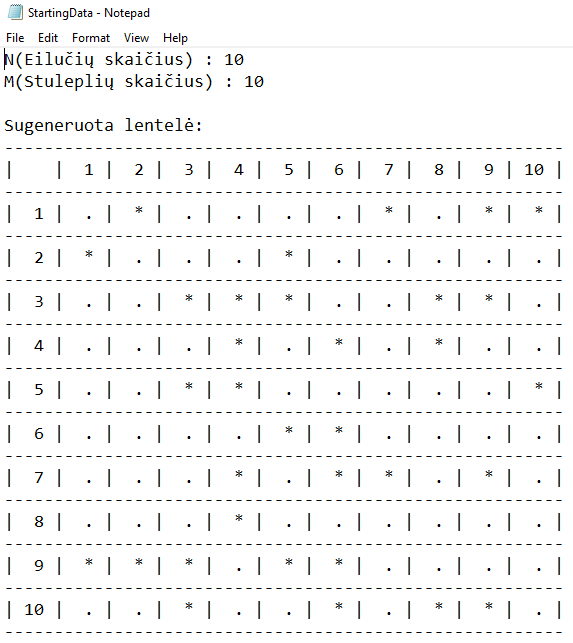 StartingData - Notepad
File Edit Format View Help
N(Eilučių skaičius) : 10
M(Stuleplių skaičius) : 10
Sugeneruota lentelė:
--------------------------------------------------------
|    |  1 |  2 |  3 |  4 |  5 |  6 |  7 |  8 |  9 | 10 |
--------------------------------------------------------
|  1 |  . |  * |  . |  . |  . |  . |  * |  . |  * |  * |
--------------------------------------------------------
|  2 |  * |  . |  . |  . |  * |  . |  . |  . |  . |  . |
--------------------------------------------------------
|  3 |  . |  . |  * |  * |  * |  . |  . |  * |  * |  . |
--------------------------------------------------------
|  4 |  . |  . |  . |  * |  . |  * |  . |  * |  . |  . |
--------------------------------------------------------
|  5 |  . |  . |  * |  * |  . |  . |  . |  . |  . |  * |
--------------------------------------------------------
|  6 |  . |  . |  . |  . |  * |  * |  . |  . |  . |  . |
--------------------------------------------------------
|  7 |  . |  . |  . |  * |  . |  * |  * |  . |  * |  . |
--------------------------------------------------------
|  8 |  . |  . |  . |  * |  . |  . |  . |  . |  . |  . |
--------------------------------------------------------
|  9 |  * |  * |  * |  . |  * |  * |  . |  . |  . |  . |
--------------------------------------------------------
| 10 |  . |  . |  * |  . |  . |  * |  . |  * |  * |  . |
--------------------------------------------------------